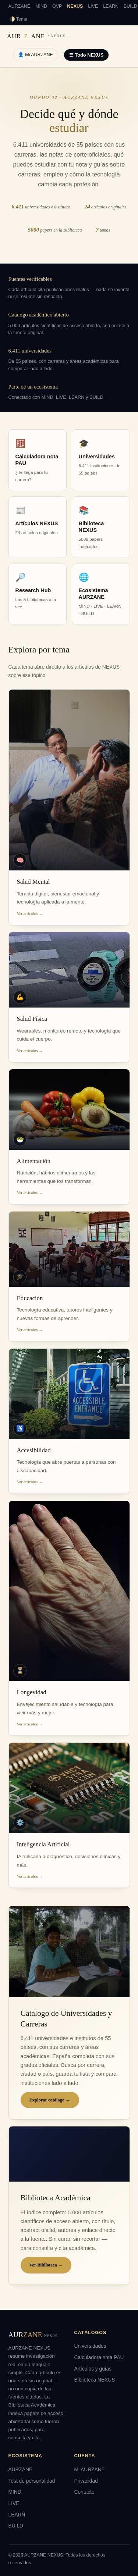 AURZANE MIND OVP NEXUS LIVE LEARN BUILD
🌗 Tema
AUR / ANE / NEXUS
👤 Mi AURZANE ☰ Todo NEXUS
MUNDO 02 · AURZANE NEXUS
Decide qué y dónde
estudiar
6.411 universidades de 55 países con sus
carreras, las notas de corte oficiales, qué
puedes estudiar con tu nota y guías sobre
empleo, salud y cómo la tecnología las
cambia cada profesión.
6.411 universidades e institutos 24 artículos originales
5000 papers en la Biblioteca 7 temas
Fuentes verificables
Cada artículo cita publicaciones reales — nada se inventa
ni se resume sin respaldo.
Catálogo académico abierto
5.000 artículos científicos de acceso abierto, con enlace a
su fuente original.
6.411 universidades
De 55 países, con carreras y áreas académicas para
comparar lado a lado.
Parte de un ecosistema
Conectado con MIND, LIVE, LEARN y BUILD.
Calculadora nota
PAU
¿Te llega para tu
carrera?
Universidades
6.411 instituciones de
55 países
Artículos NEXUS
24 artículos originales
Biblioteca
NEXUS
5000 papers
indexados
Research Hub
Las 5 bibliotecas a la
vez
Ecosistema
AURZANE
MIND · LIVE · LEARN
· BUILD
Explora por tema
Cada tema abre directo a los artículos de NEXUS
sobre ese tópico.
Salud Mental
Terapia digital, bienestar emocional y
tecnología aplicada a la mente.
Ver artículos →
Salud Física
Wearables, monitoreo remoto y tecnología que
cuida el cuerpo.
Ver artículos →
Alimentación
Nutrición, hábitos alimentarios y las
herramientas que los transforman.
Ver artículos →
Educación
Tecnología educativa, tutores inteligentes y
nuevas formas de aprender.
Ver artículos →
ACCESSIBLE
ENTRANCE
Accesibilidad
Tecnología que abre puertas a personas con
discapacidad.
Ver artículos →
Longevidad
Envejecimiento saludable y tecnología para
vivir más y mejor.
Ver artículos →
Inteligencia Artificial
IA aplicada a diagnóstico, decisiones clínicas y
más.
Ver artículos →
Catálogo de Universidades y
Carreras
6.411 universidades e institutos de 55
países, con sus carreras y áreas
académicas. España completa con sus
notas de corte oficiales. Busca por carrera,
ciudad o país, guarda tu lista y compara
instituciones lado a lado.
Explorar catálogo →
Biblioteca Académica
El índice completo: 5.000 artículos
científicos de acceso abierto, con título,
abstract oficial, autores y enlace directo
a la fuente. Sin curar, sin recortar —
para consulta y cita académica.
Ver Biblioteca →
AURZANE NEXUS
AURZANE NEXUS
resume investigación
real en un lenguaje
simple. Cada artículo es
una síntesis original —
no una copia de las
fuentes citadas. La
Biblioteca Académica
indexa papers de acceso
abierto tal como fueron
publicados, para
consulta y cita.
CATÁLOGOS
Universidades
Calculadora nota PAU
Artículos y guías
Biblioteca NEXUS
ECOSISTEMA
AURZANE
Test de personalidad
MIND
LIVE
LEARN
BUILD
CUENTA
Mi AURZANE
Privacidad
Contacto
© 2026 AURZANE NEXUS. Todos los derechos
reservados.